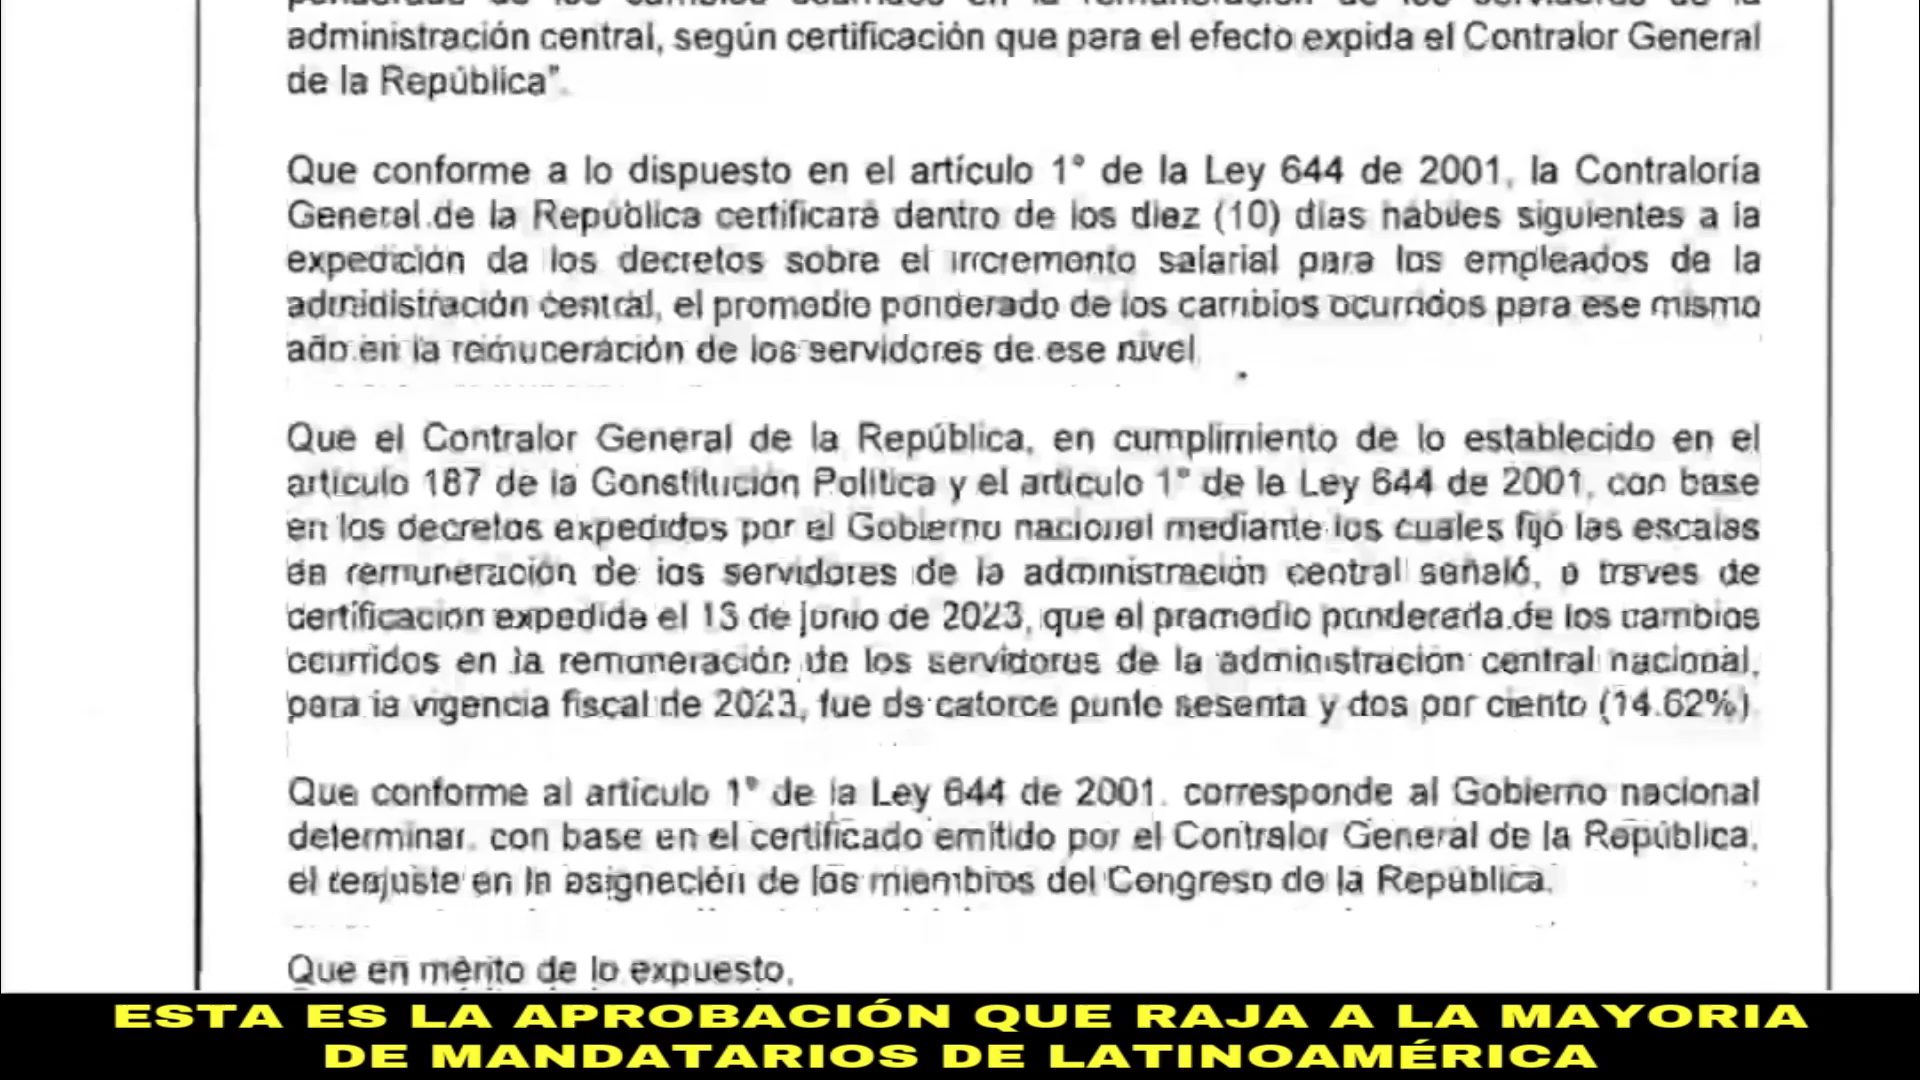 administración central, según certificación que para el efecto expida el Contralor General
de la República".
Que conforme a lo dispuesto en el artículo 1° de la Ley 644 de 2001, la Contraloría
General de la República certificará dentro de los diez (10) días hábiles siguientes a la
expedición de los decretos sobre el incremento salarial para los empleados de la
administración central, el promedio ponderado de los cambios ocurridos para ese mismo
año en la remuneración de los servidores de ese nivel
Que el Contralor General de la República, en cumplimiento de lo establecido en el
artículo 187 de la Constitución Política y el artículo 1° de la Ley 644 de 2001, con base
en los decretos expedidos por el Gobierno nacional mediante los cuales fijó las escalas
en remuneración de los servidores de la administración central señaló, a través de
certificación expedida el 13 de junio de 2023, que el promedio ponderado de los cambios
ocurridos en la remuneración de los servidores de la administración central nacional,
para la vigencia fiscal de 2023, fue de catorce punto sesenta y dos por ciento (14.62%)
Que conforme al artículo 1° de la Ley 644 de 2001, corresponde al Gobierno nacional
determinar, con base en el certificado emitido por el Contralor General de la República,
el reajuste en la asignación de los miembros del Congreso de la República.
Que en mérito de lo expuesto,
ESTA ES LA APROBACIÓN QUE RAJA A LA MAYORIA
DE MANDATARIOS DE LATINOAMÉRICA